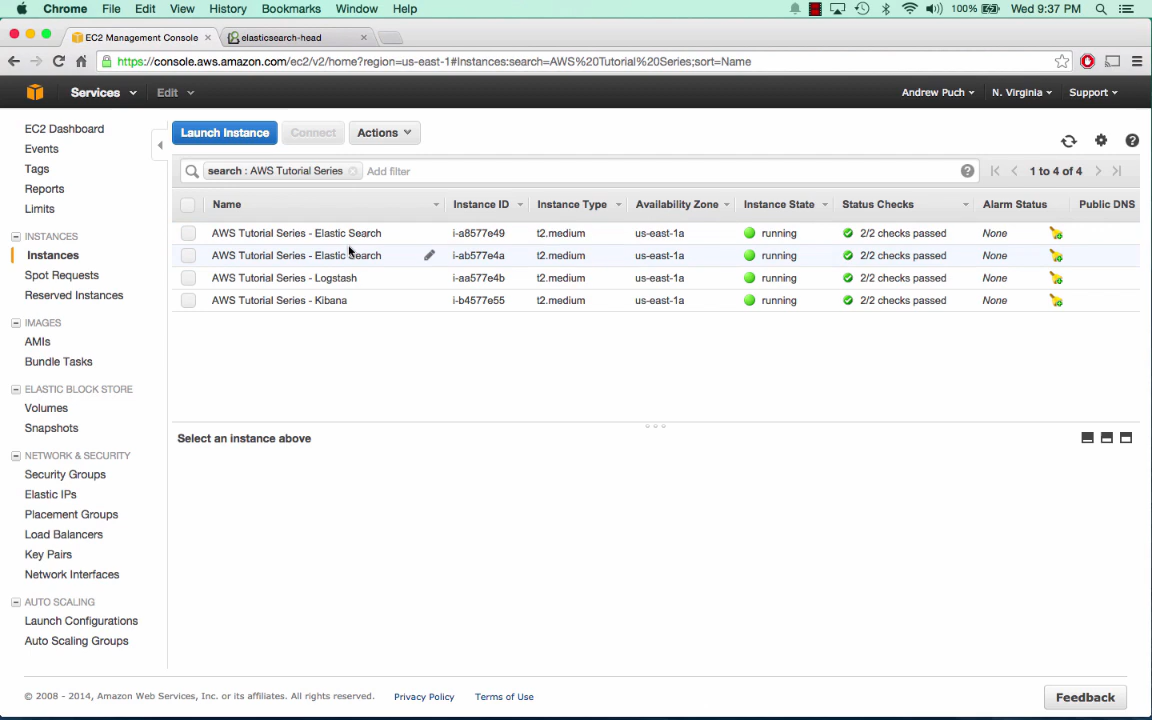 Chrome File Edit View History Bookmarks Window Help 100% Wed 9:37 PM
EC2 Management Console elasticsearch-head
https://console.aws.amazon.com/ec2/v2/home?region=us-east-1#Instances:search=AWS%20Tutorial%20Series;sort=Name
Services Edit Andrew Puch N. Virginia Support
EC2 Dashboard
Events
Tags
Reports
Limits
INSTANCES
Instances
Spot Requests
Reserved Instances
IMAGES
AMIs
Bundle Tasks
ELASTIC BLOCK STORE
Volumes
Snapshots
NETWORK & SECURITY
Security Groups
Elastic IPs
Placement Groups
Load Balancers
Key Pairs
Network Interfaces
AUTO SCALING
Launch Configurations
Auto Scaling Groups
Launch Instance Connect Actions
search : AWS Tutorial Series Add filter 1 to 4 of 4
Name Instance ID Instance Type Availability Zone Instance State Status Checks Alarm Status Public DNS
AWS Tutorial Series - Elastic Search i-a8577e49 t2.medium us-east-1a running 2/2 checks passed None
AWS Tutorial Series - Elastic Search i-ab577e4a t2.medium us-east-1a running 2/2 checks passed None
AWS Tutorial Series - Logstash i-aa577e4b t2.medium us-east-1a running 2/2 checks passed None
AWS Tutorial Series - Kibana i-b4577e55 t2.medium us-east-1a running 2/2 checks passed None
Select an instance above
© 2008 - 2014, Amazon Web Services, Inc. or its affiliates. All rights reserved. Privacy Policy Terms of Use Feedback